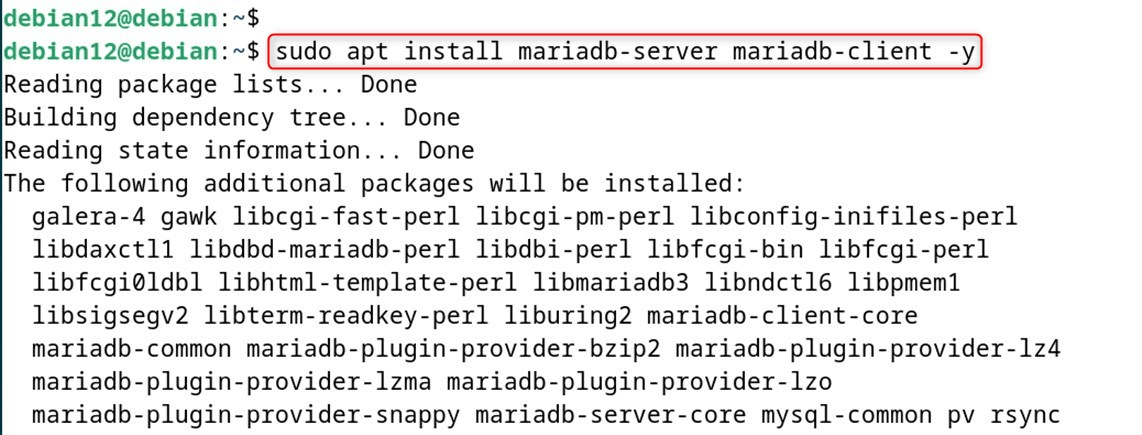 debian12@debian:~$
debian12@debian:~$ sudo apt install mariadb-server mariadb-client -y
Reading package lists... Done
Building dependency tree... Done
Reading state information... Done
The following additional packages will be installed:
  galera-4 gawk libcgi-fast-perl libcgi-pm-perl libconfig-inifiles-perl
  libdaxctl1 libdbd-mariadb-perl libdbi-perl libfcgi-bin libfcgi-perl
  libfcgi0ldbl libhtml-template-perl libmariadb3 libndctl6 libpmem1
  libsigsegv2 libterm-readkey-perl liburing2 mariadb-client-core
  mariadb-common mariadb-plugin-provider-bzip2 mariadb-plugin-provider-lz4
  mariadb-plugin-provider-lzma mariadb-plugin-provider-lzo
  mariadb-plugin-provider-snappy mariadb-server-core mysql-common pv rsync